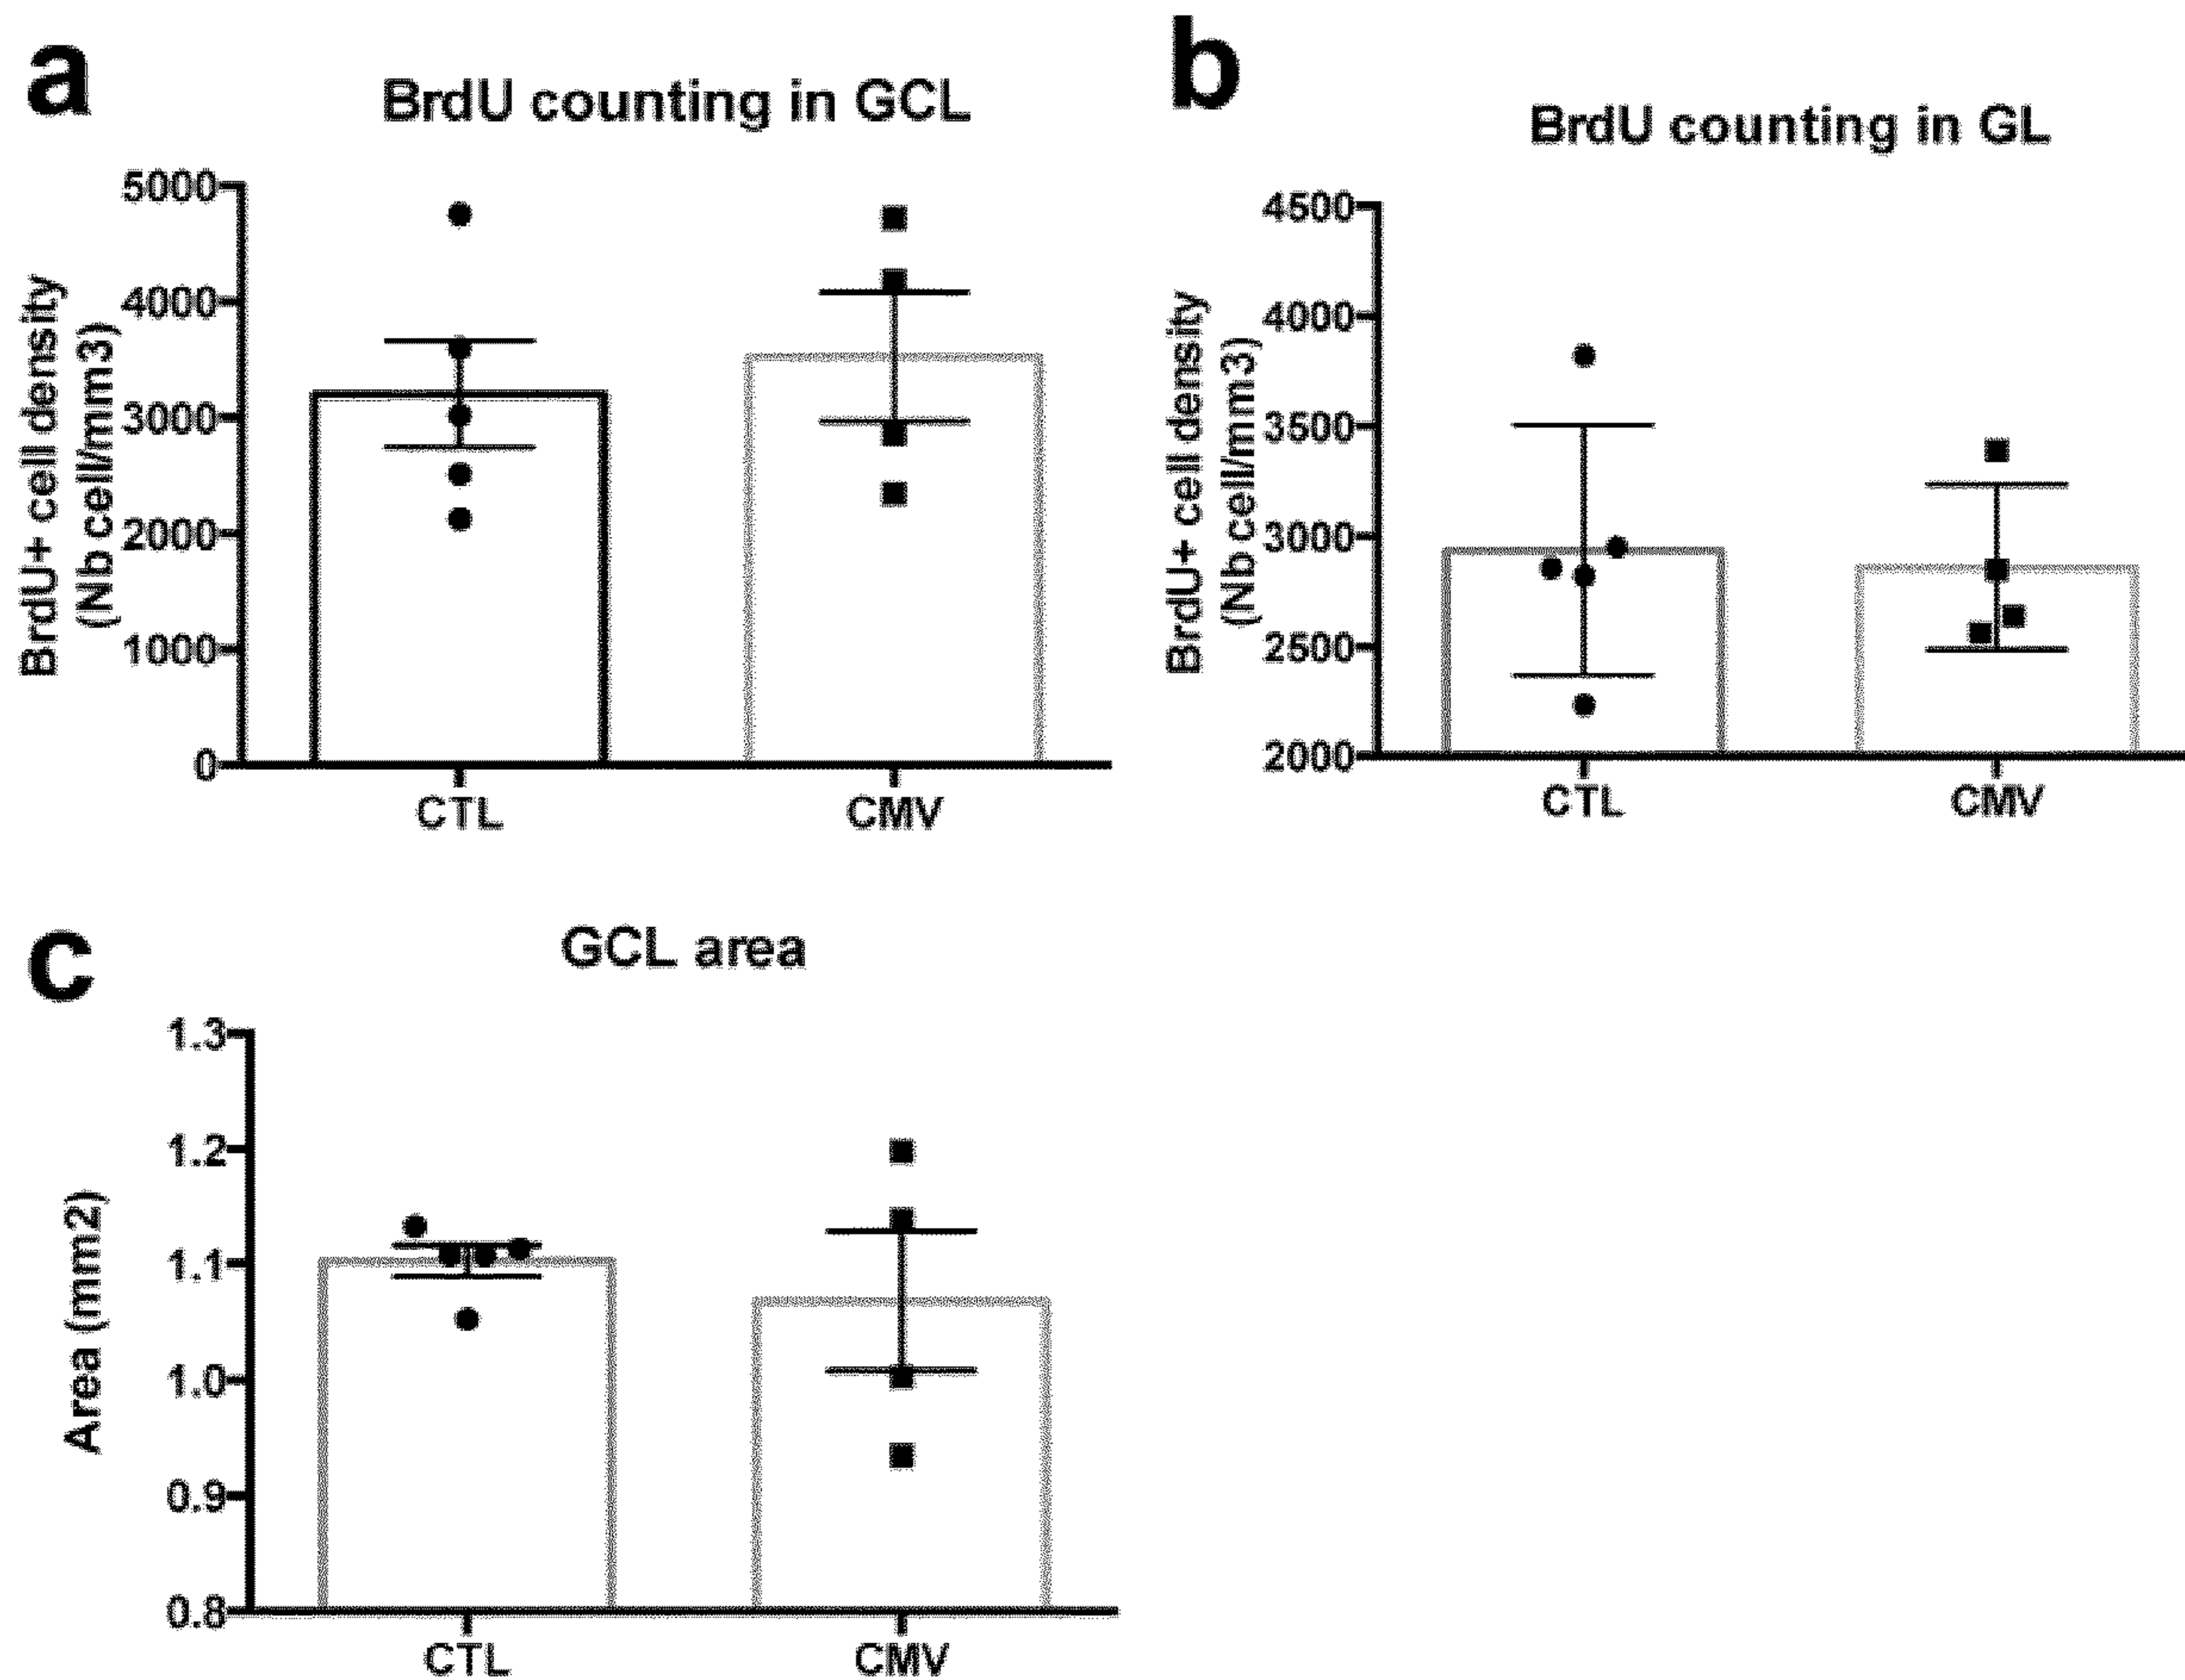 a
BrdU counting in GCL
BrdU+ cell density
(Nb cell/mm3)
5000
4000
3000
2000
1000
0
CTL CMV
b
BrdU counting in GL
BrdU+ cell density
(Nb cell/mm3)
4500
4000
3500
3000
2500
2000
CTL CMV
c
GCL area
Area (mm2)
1.3
1.2
1.1
1.0
0.9
0.8
CTL CMV